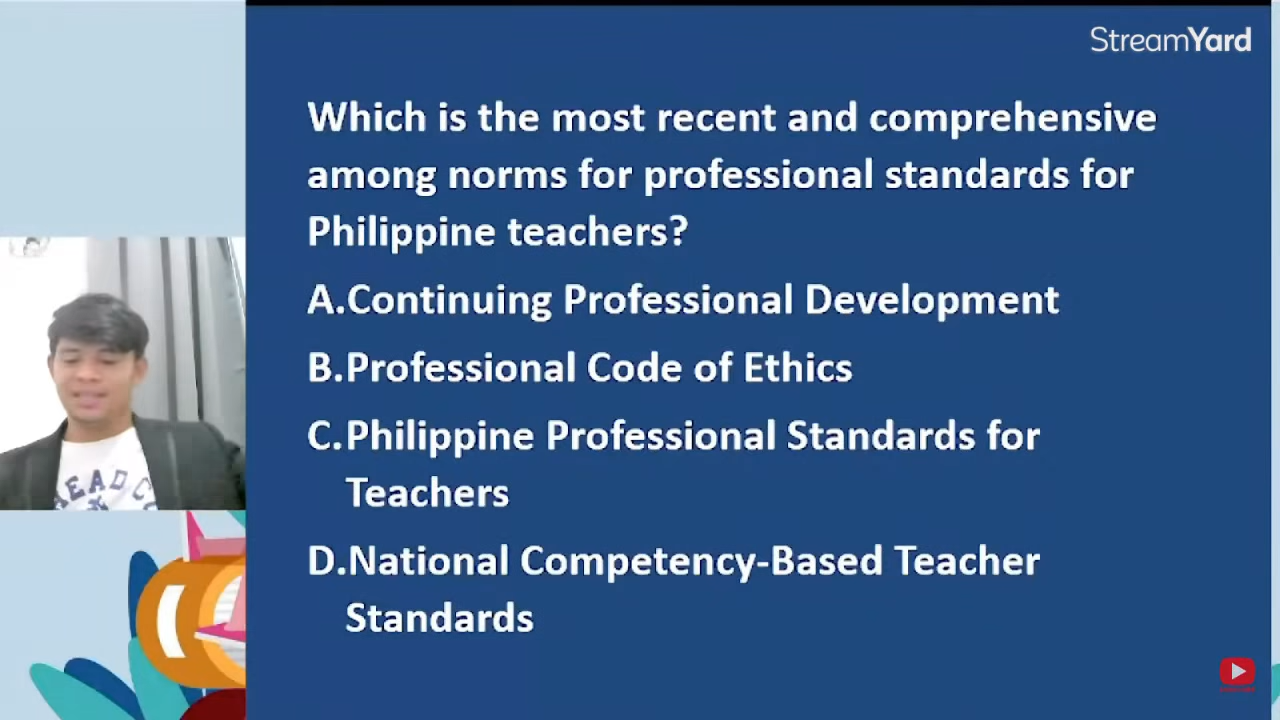 StreamYard
Which is the most recent and comprehensive
among norms for professional standards for
Philippine teachers?
A.Continuing Professional Development
B.Professional Code of Ethics
C.Philippine Professional Standards for
Teachers
D.National Competency-Based Teacher
Standards